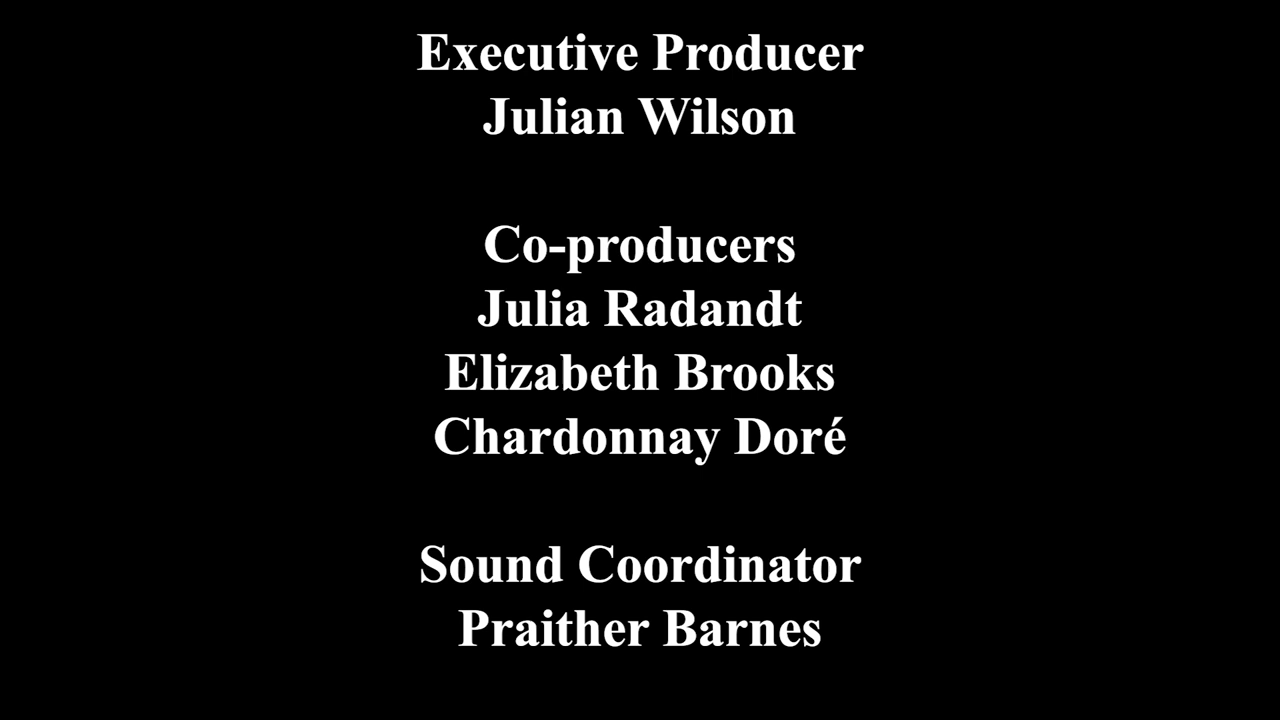 Executive Producer
Julian Wilson
Co-producers
Julia Radandt
Elizabeth Brooks
Chardonnay Doré
Sound Coordinator
Praither Barnes